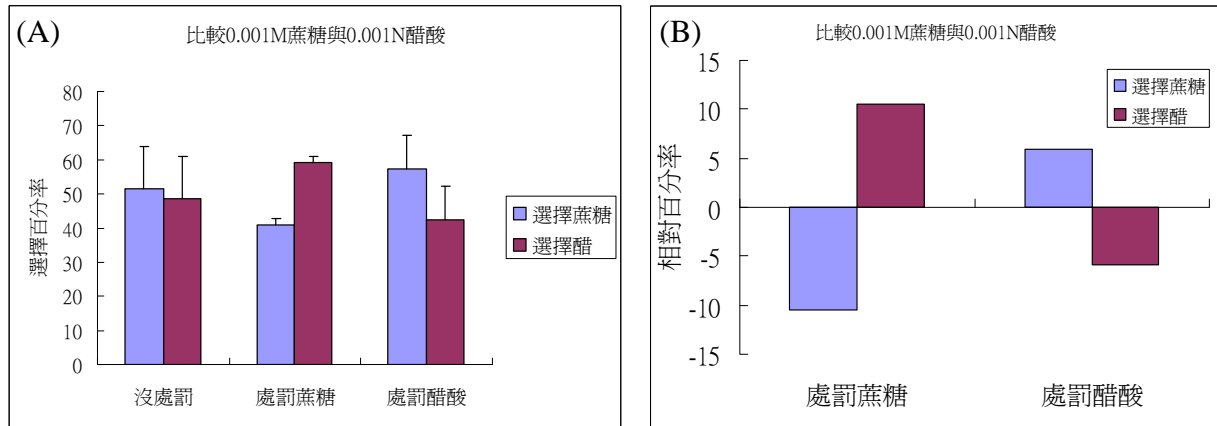 (A)
比較0.001M蔗糖與0.001N醋酸
選擇百分率
80
70
60
50
40
30
20
10
0
沒處罰
處罰蔗糖
處罰醋酸
選擇蔗糖
選擇醋
(B)
比較0.001M蔗糖與0.001N醋酸
相對百分率
15
10
5
0
-5
-10
-15
處罰蔗糖
處罰醋酸
選擇蔗糖
選擇醋